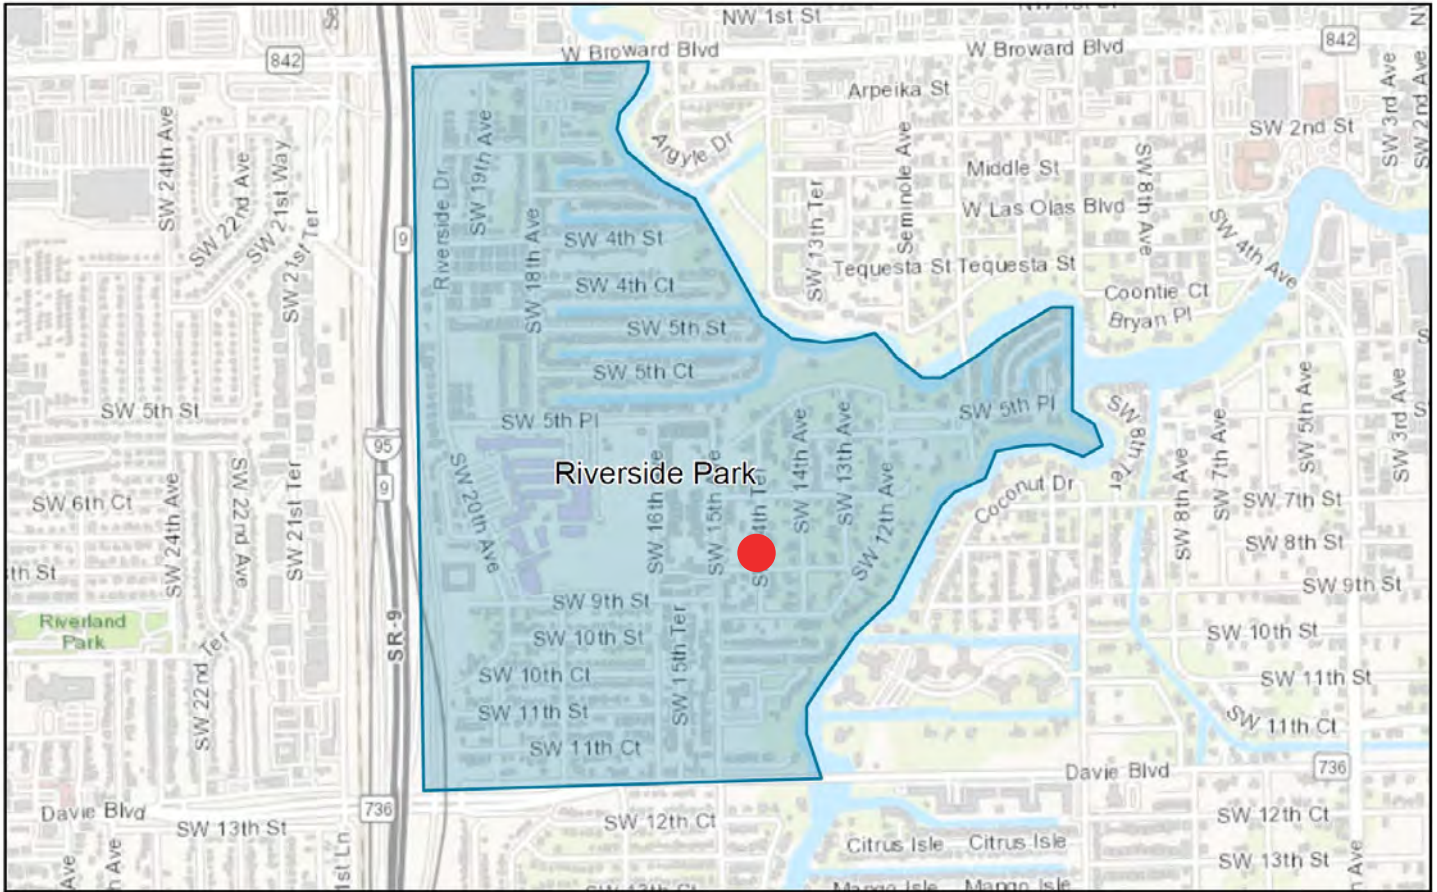 NW 1st St
W Broward Blvd
W Broward Blvd
842
842
Arpeika St
SW 24th Ave
SW 22nd Ave
SW 21st Way
SW 21st Ter
Riverside Dr
SW 19th Ave
SW 18th Ave
Argyle Dr
SW 13th Ter
Seminole Ave
Middle St
W Las Olas Blvd
SW 8th Ave
SW 2nd St
SW 3rd Ave
SW 2nd Ave
SW 4th Ave
9
SW 4th St
SW 4th Ct
SW 5th St
SW 5th Ct
Tequesta St
Tequesta St
Coontie Ct
Bryan Pl
SW 5th St
SW 5th Pl
SW 5th Pl
SW 8th Ter
SW 5th Ave
SW 3rd Ave
95
9
Riverside Park
SW 6th Ct
SW 24th Ave
SW 22nd Ave
SW 21st Ter
SW 20th Ave
SW 16th Ave
SW 15th Ave
SW 14th Ave
SW 13th Ave
SW 12th Ave
Coconut Dr
SW 8th Ave
SW 7th Ave
SW 7th St
SW 8th St
SW 9th St
SW 9th St
Riverland
Park
SR-9
SW 22nd Ter
SW 10th St
SW 10th Ct
SW 11th St
SW 11th Ct
SW 15th Ter
SW 10th St
SW 11th St
SW 11th Ct
Davie Blvd
736
Davie Blvd
736
SW 13th St
SW 12th Ct
SW 12th Ct
Citrus Isle
Citrus Isle
SW 13th St
Ave
Mango Isle
Mango Isle